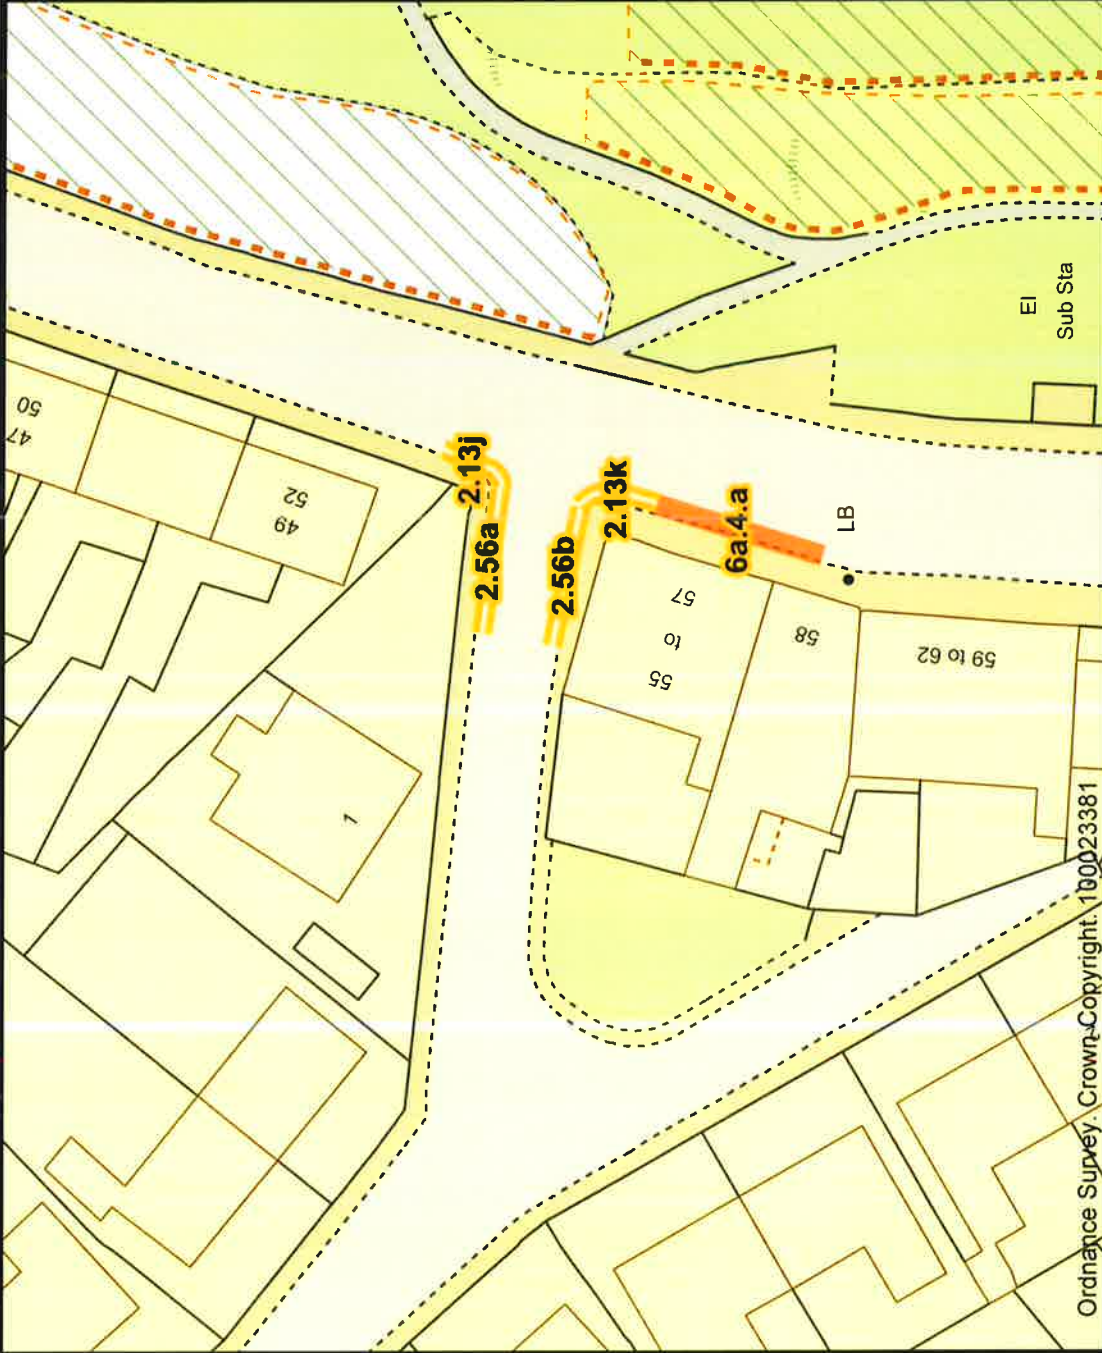 50
47
52
49
2.13j
2.56a
2.56b
2.13k
6a.4.a
LB
El
Sub Sta
57
to
55
58
59 to 62
1
Ordnance Survey. Crown Copyright. 100023381